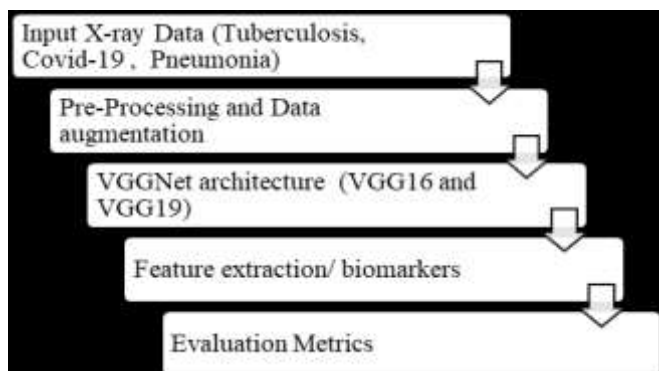 Input X-ray Data (Tuberculosis,
Covid-19 , Pneumonia)
Pre-Processing and Data
augmentation
VGGNet architecture (VGG16 and
VGG19)
Feature extraction/ biomarkers
Evaluation Metrics